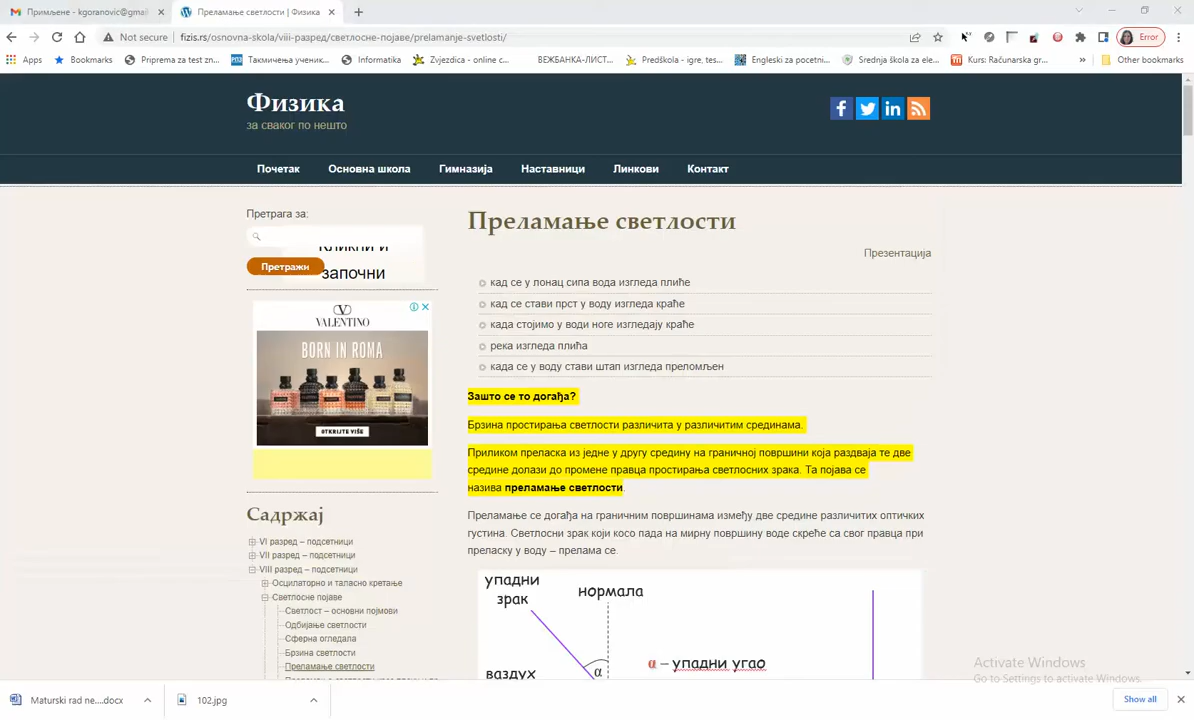 Примљене - kgoranovic@gmai
Преламање светлости | Физика
Not secure
fizis.rs/osnovna-skola/viii-разред/светлосне-појаве/prelamanje-svetlosti/
Error
Apps
Bookmarks
Priprema za test zn...
Такмичења ученик...
Informatika
Zvjezdica - online c...
ВЕЖБАНКА-ЛИСТ...
Predškola - igre, tes...
Engleski za pocetni...
Srednja škola za ele...
Kurs: Računarska gr...
»
Other bookmarks
Физика
за сваког по нешто
Почетак
Основна школа
Гимназија
Наставници
Линкови
Контакт
Претрага за:
Кликни и
Претражи
започни
VALENTINO
BORN IN ROMA
OTKRIJTE VIŠE
Садржај
VI разред – подсетници
VII разред – подсетници
VIII разред – подсетници
Осцилаторно и таласно кретање
Светлосне појаве
Светлост – основни појмови
Одбијање светлости
Сферна огледала
Брзина светлости
Преламање светлости
Преламање светлости
Презентација
кад се у лонац сипа вода изгледа плиће
кад се стави прст у воду изгледа краће
када стојимо у води ноге изгледају краће
река изгледа плића
када се у воду стави штап изгледа преломљен
Зашто се то догађа?
Брзина простирања светлости различита у различитим срединама.
Приликом преласка из једне у другу средину на граничној површини која раздваја те две
средине долази до промене правца простирања светлосних зрака. Та појава се
назива преламање светлости.
Преламање се догађа на граничним површинама између две средине различитих оптичких
густина. Светлосни зрак који косо пада на мирну површину воде скреће са свог правца при
преласку у воду – прелама се.
упадни
зрак
нормала
α
α – упадни угао
ваздух
Activate Windows
Go to Settings to activate Windows.
Maturski rad ne....docx
102.jpg
Show all